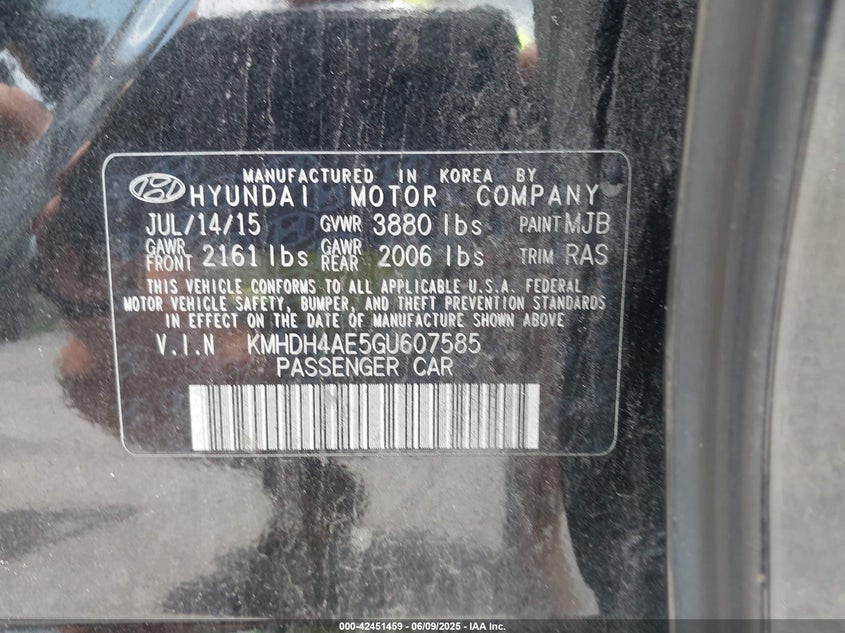 MANUFACTURED IN KOREA BY
HYUNDAI MOTOR COMPANY
JUL/14/15 GVWR 3880 lbs PAINT MJB
GAWR FRONT 2161 lbs GAWR REAR 2006 lbs TRIM RAS
THIS VEHICLE CONFORMS TO ALL APPLICABLE U.S.A. FEDERAL
MOTOR VEHICLE SAFETY, BUMPER, AND THEFT PREVENTION STANDARDS
IN EFFECT ON THE DATE OF MANUFACTURE SHOWN ABOVE
V.I.N KMHDH4AE5GU607585
PASSENGER CAR
000-42451459 - 06/09/2025 - IAA Inc.